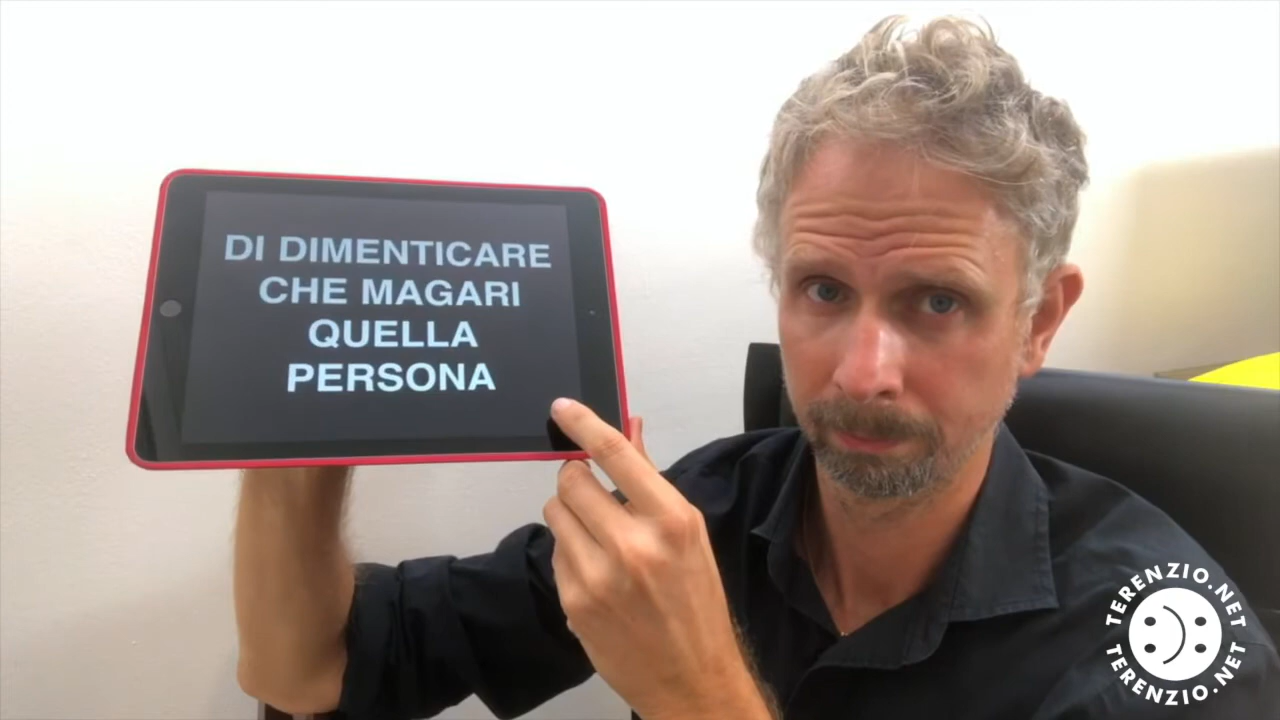 DI DIMENTICARE
CHE MAGARI
QUELLA
PERSONA
TERENZIO.NET
TERENZIO.NET